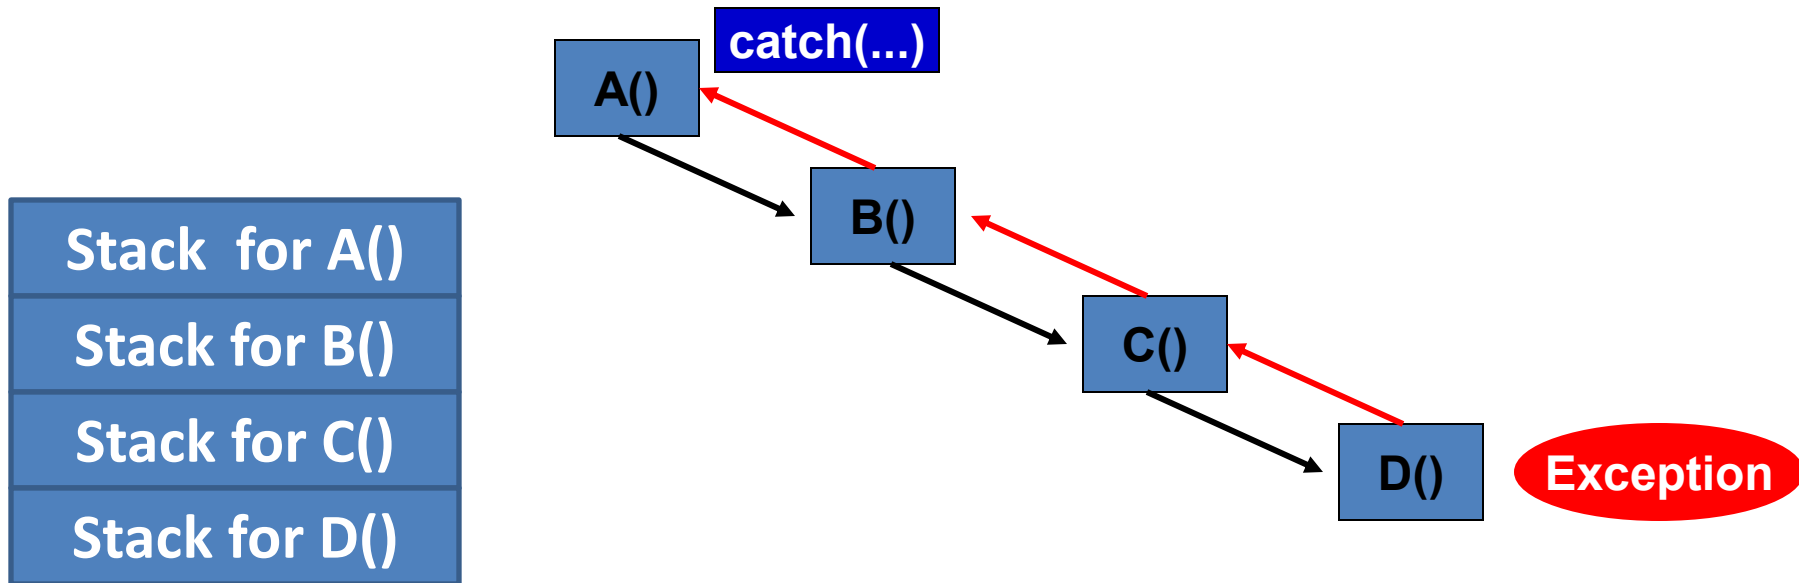 catch(...)
A()
B()
C()
D()
Exception
Stack  for A()
Stack for B()
Stack for C()
Stack for D()